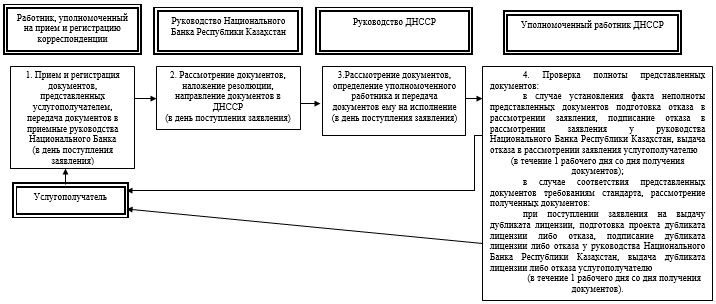 Работник, уполномоченный
на прием и регистрацию
корреспонденции
Руководство Национального
Банка Республики Казахстан
Руководство ДНССР
Уполномоченный работник ДНССР
1. Прием и регистрация
документов,
представленных
услугополучателем,
передача документов в
приемные руководства
Национального Банка
(в день поступления
заявления)
2. Рассмотрение документов,
наложение резолюции,
направление документов в
ДНССР
(в день поступления заявления)
3.Рассмотрение документов,
определение уполномоченного
работника и передача
документов ему на исполнение
(в день поступления заявления)
4. Проверка полноты представленных
документов:
в случае установления факта неполноты
представленных документов подготовка отказа в
рассмотрении заявления, подписание отказа в
рассмотрении заявления у руководства
Национального Банка Республики Казахстан, выдача
отказа в рассмотрении заявления услугополучателю
(в течение 1 рабочего дня со дня получения
документов);
в случае соответствия представленных
документов требованиям стандарта, рассмотрение
полученных документов:
при поступлении заявления на выдачу
дубликата лицензии, подготовка проекта дубликата
лицензии либо отказа, подписание дубликата
лицензии либо отказа у руководства Национального
Банка Республики Казахстан, выдача дубликата
лицензии либо отказа услугополучателю
(в течение 1 рабочего дня со дня получения
документов).
Услугополучатель